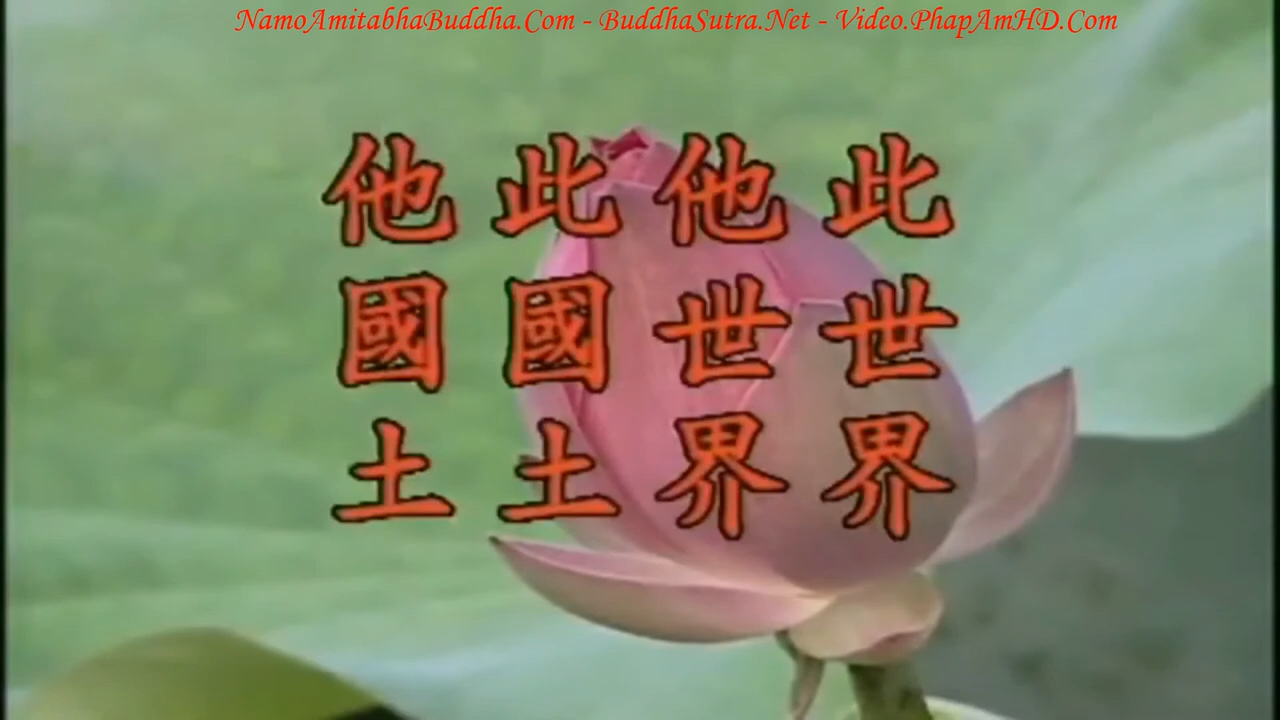 NamoAmitabhaBuddha.Com - BuddhaSutra.Net - Video.PhapAmHD.Com
此世界
他世界
此國土
他國土